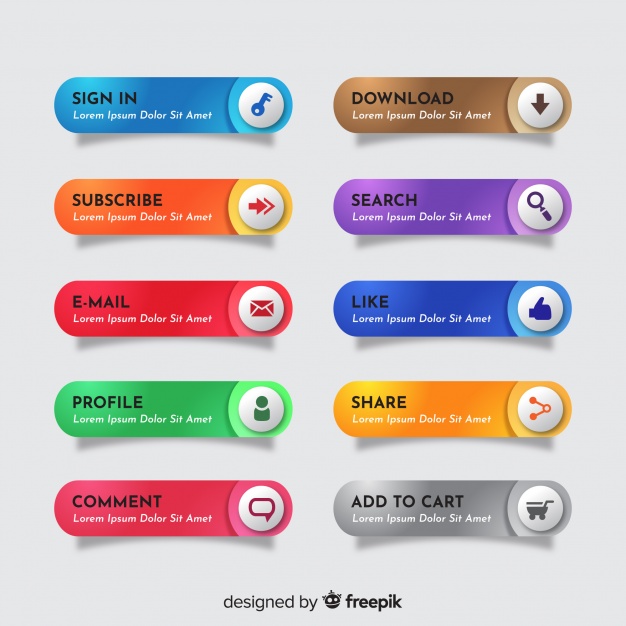 SIGN IN
Lorem Ipsum Dolor Sit Amet
DOWNLOAD
Lorem Ipsum Dolor Sit Amet
SUBSCRIBE
Lorem Ipsum Dolor Sit Amet
SEARCH
Lorem Ipsum Dolor Sit Amet
E-MAIL
Lorem Ipsum Dolor Sit Amet
LIKE
Lorem Ipsum Dolor Sit Amet
PROFILE
Lorem Ipsum Dolor Sit Amet
SHARE
Lorem Ipsum Dolor Sit Amet
COMMENT
Lorem Ipsum Dolor Sit Amet
ADD TO CART
Lorem Ipsum Dolor Sit Amet
designed by freepik